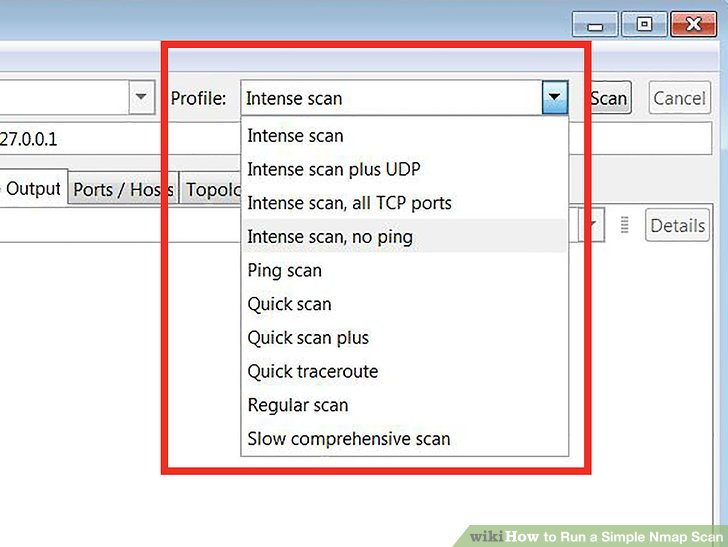 Profile: Intense scan Scan Cancel
27.0.0.1
Output Ports / Hosts Topolo
Details
Intense scan
Intense scan plus UDP
Intense scan, all TCP ports
Intense scan, no ping
Ping scan
Quick scan
Quick scan plus
Quick traceroute
Regular scan
Slow comprehensive scan
wikiHow to Run a Simple Nmap Scan